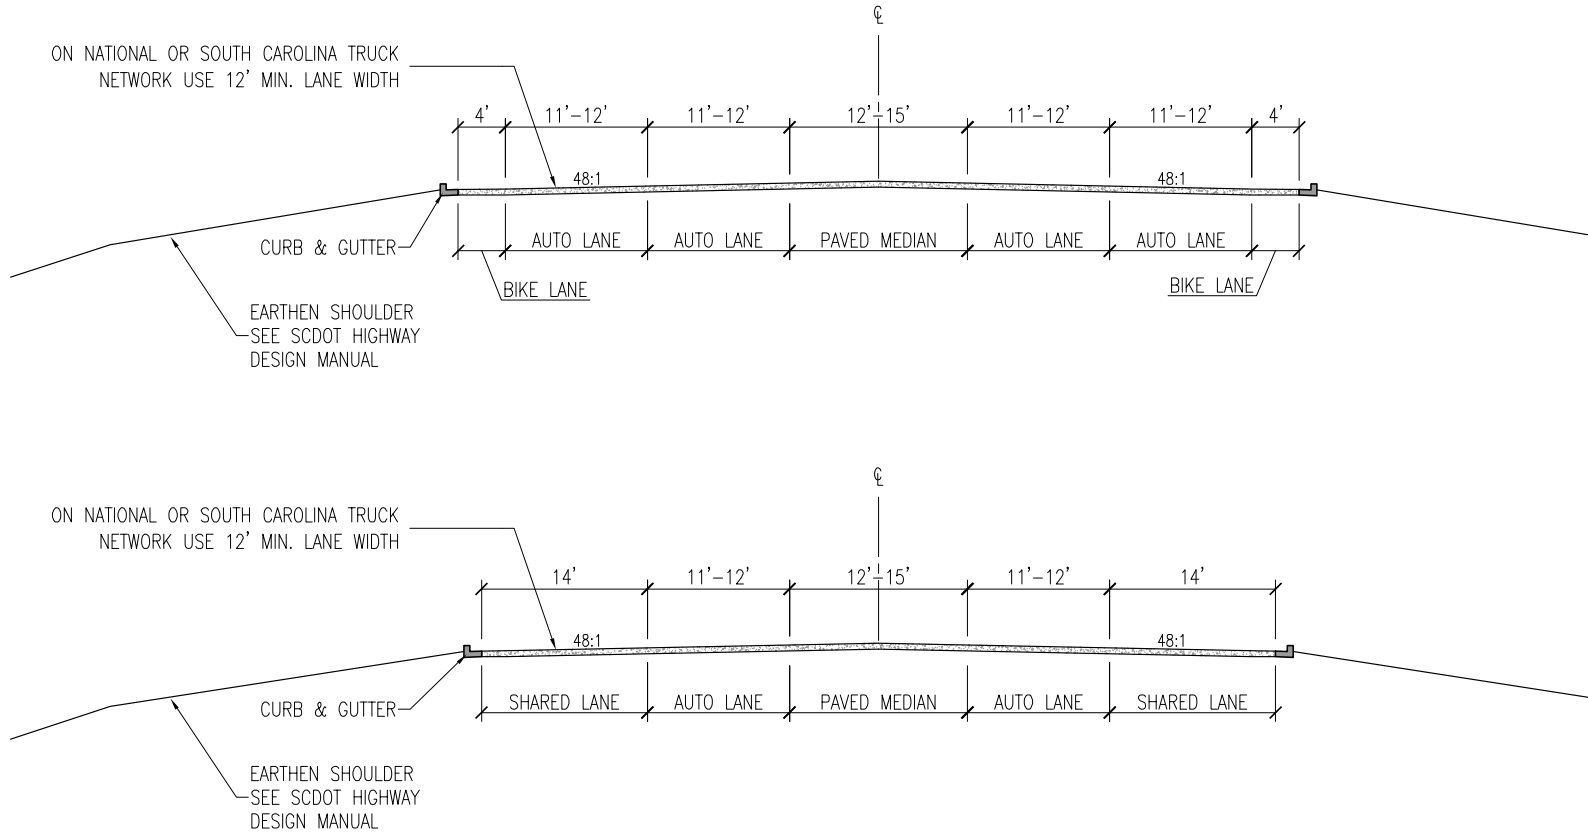 ℄
ON NATIONAL OR SOUTH CAROLINA TRUCK
NETWORK USE 12' MIN. LANE WIDTH
4' 11'-12' 11'-12' 12'-15' 11'-12' 11'-12' 4'
48:1 48:1
CURB & GUTTER AUTO LANE AUTO LANE PAVED MEDIAN AUTO LANE AUTO LANE
BIKE LANE BIKE LANE
EARTHEN SHOULDER
SEE SCDOT HIGHWAY
DESIGN MANUAL
℄
ON NATIONAL OR SOUTH CAROLINA TRUCK
NETWORK USE 12' MIN. LANE WIDTH
14' 11'-12' 12'-15' 11'-12' 14'
48:1 48:1
CURB & GUTTER SHARED LANE AUTO LANE PAVED MEDIAN AUTO LANE SHARED LANE
EARTHEN SHOULDER
SEE SCDOT HIGHWAY
DESIGN MANUAL